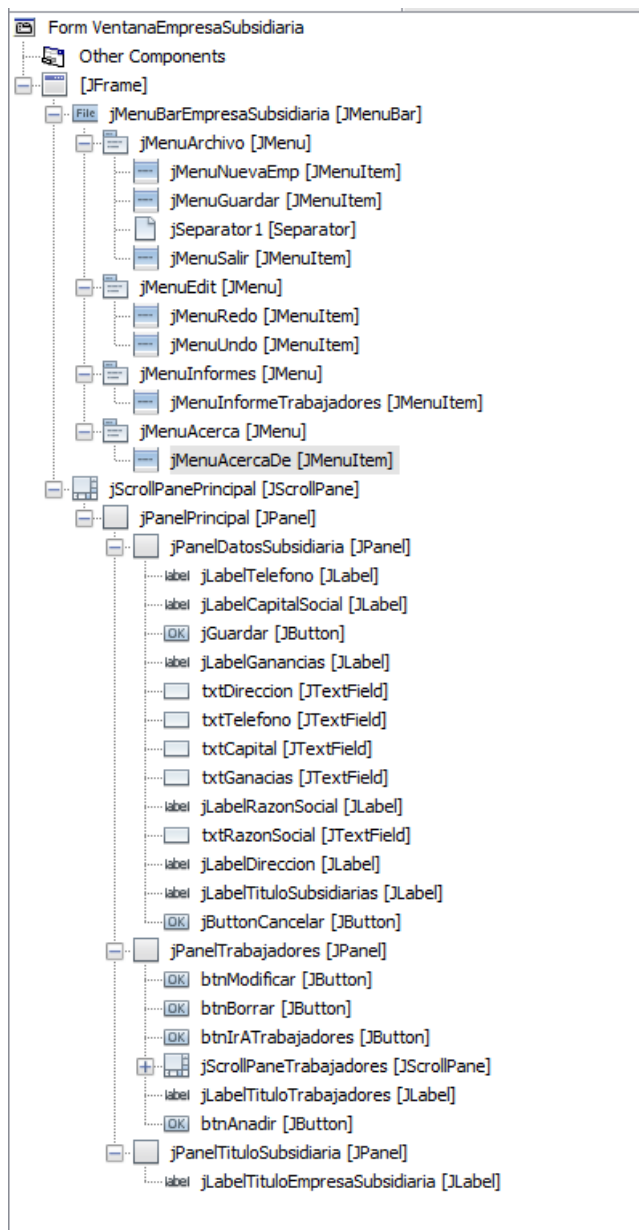 Form VentanaEmpresaSubsidiaria
Other Components
[JFrame]
File jMenuBarEmpresaSubsidiaria [JMenuBar]
jMenuArchivo [JMenu]
jMenuNuevaEmp [JMenuItem]
jMenuGuardar [JMenuItem]
jSeparator1 [Separator]
jMenuSalir [JMenuItem]
jMenuEdit [JMenu]
jMenuRedo [JMenuItem]
jMenuUndo [JMenuItem]
jMenuInformes [JMenu]
jMenuInformeTrabajadores [JMenuItem]
jMenuAcerca [JMenu]
jMenuAcercaDe [JMenuItem]
jScrollPanePrincipal [JScrollPane]
jPanelPrincipal [JPanel]
jPanelDatosSubsidiaria [JPanel]
label jLabelTelefono [JLabel]
label jLabelCapitalSocial [JLabel]
OK jGuardar [JButton]
label jLabelGanancias [JLabel]
txtDireccion [JTextField]
txtTelefono [JTextField]
txtCapital [JTextField]
txtGanacias [JTextField]
label jLabelRazonSocial [JLabel]
txtRazonSocial [JTextField]
label jLabelDireccion [JLabel]
label jLabelTituloSubsidiarias [JLabel]
OK jButtonCancelar [JButton]
jPanelTrabajadores [JPanel]
OK btnModificar [JButton]
OK btnBorrar [JButton]
OK btnIrATrabajadores [JButton]
jScrollPaneTrabajadores [JScrollPane]
label jLabelTituloTrabajadores [JLabel]
OK btnAnadir [JButton]
jPanelTituloSubsidiaria [JPanel]
label jLabelTituloEmpresaSubsidiaria [JLabel]